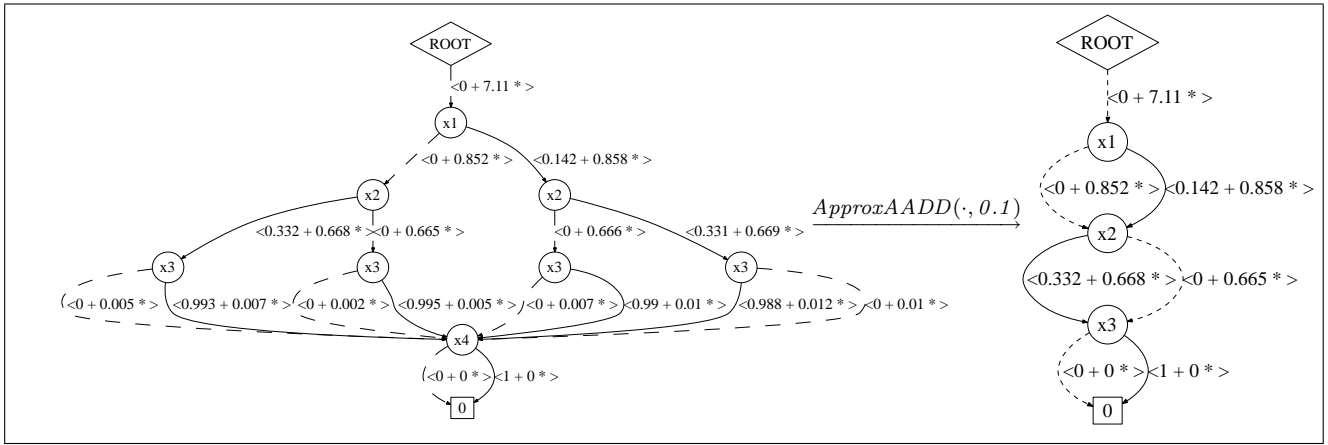 ROOT
<0 + 7.11 * >
x1
<0 + 0.852 * > <0.142 + 0.858 * >
x2 x2
<0.332 + 0.668 * > <0 + 0.665 * > <0 + 0.666 * > <0.331 + 0.669 * >
x3 x3 x3 x3
<0 + 0.005 * > <0.993 + 0.007 * > <0 + 0.002 * > <0.995 + 0.005 * > <0 + 0.007 * > <0.99 + 0.01 * > <0.988 + 0.012 * > <0 + 0.01 * >
x4
<0 + 0 * > <1 + 0 * >
0
ApproxAADD(·, 0.1)
ROOT
<0 + 7.11 * >
x1
<0 + 0.852 * > <0.142 + 0.858 * >
x2
<0.332 + 0.668 * > <0 + 0.665 * >
x3
<0 + 0 * > <1 + 0 * >
0